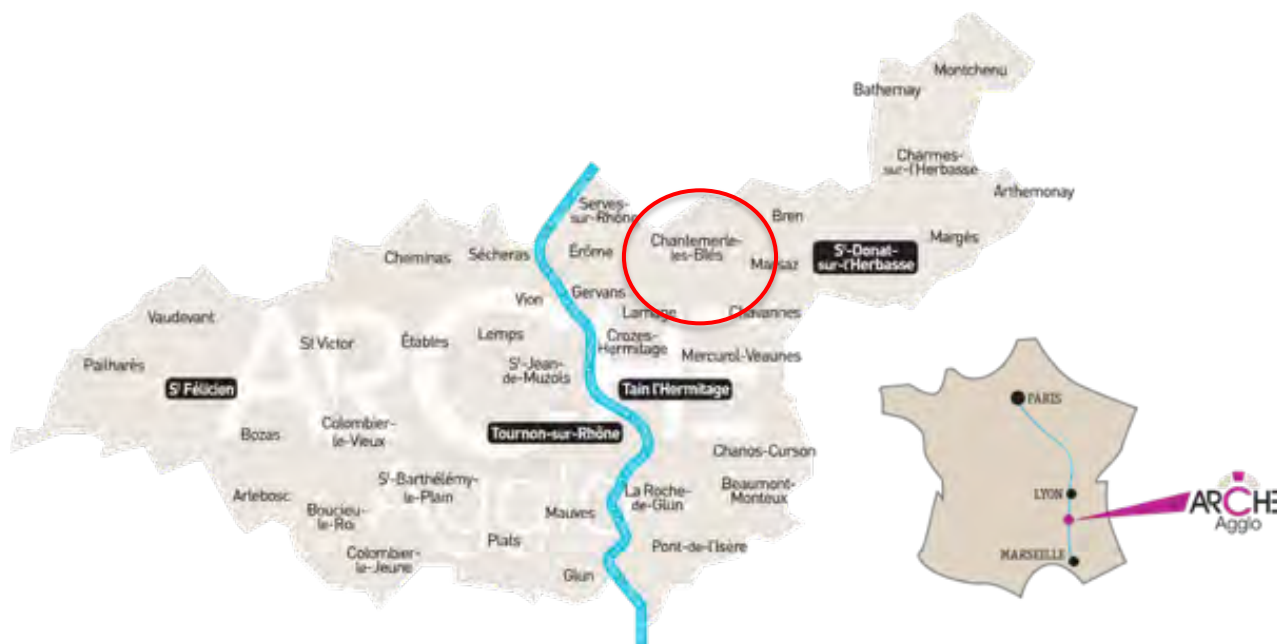 Montchenu
Bathernay
Charmes-
sur-l'Herbasse
Arthemonay
Serves-
sur-Rhône
Bren
Margès
Chantemerle-
les-Blés
Érôme
Sécheras
Cheminas
Marsaz
St-Donat-
sur-l'Herbasse
Gervans
Vion
Larnage
Chavannes
Vaudevant
St Victor
Étables
Lemps
Crozes-
Hermitage
Mercurol-Veaunes
Pailharès
St-Jean-
de-Muzols
St Félicien
Tain l'Hermitage
PARIS
Colombier-
le-Vieux
Bozas
Tournon-sur-Rhône
Chanos-Curson
St-Barthélémy-
le-Plain
Arlebosc
La Roche-
de-Glun
Beaumont-
Monteux
LYON
Boucieu-
le-Roi
Mauves
ARCHE
Agglo
Plats
Pont-de-l'Isère
Colombier-
le-Jeune
Glun
MARSEILLE